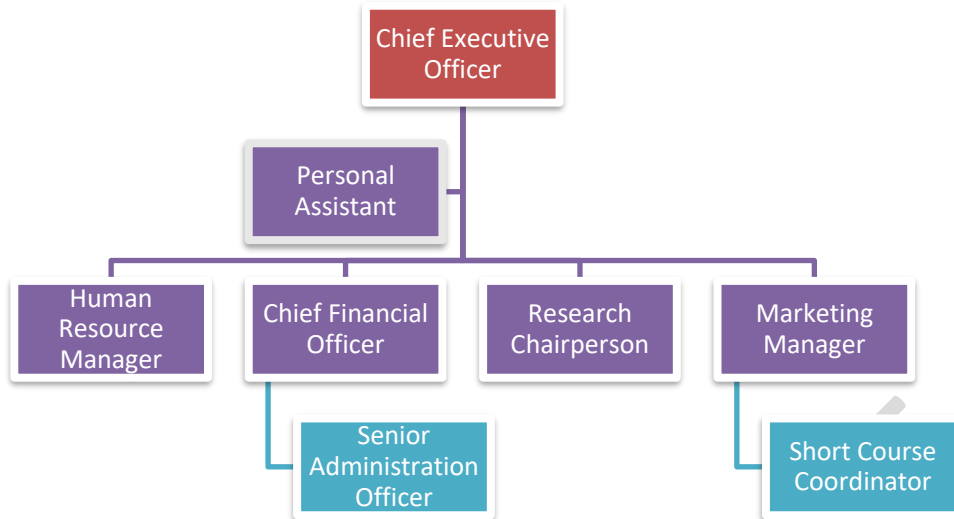 Chief Executive
Officer
Personal
Assistant
Human
Resource
Manager
Chief Financial
Officer
Research
Chairperson
Marketing
Manager
Senior
Administration
Officer
Short Course
Coordinator